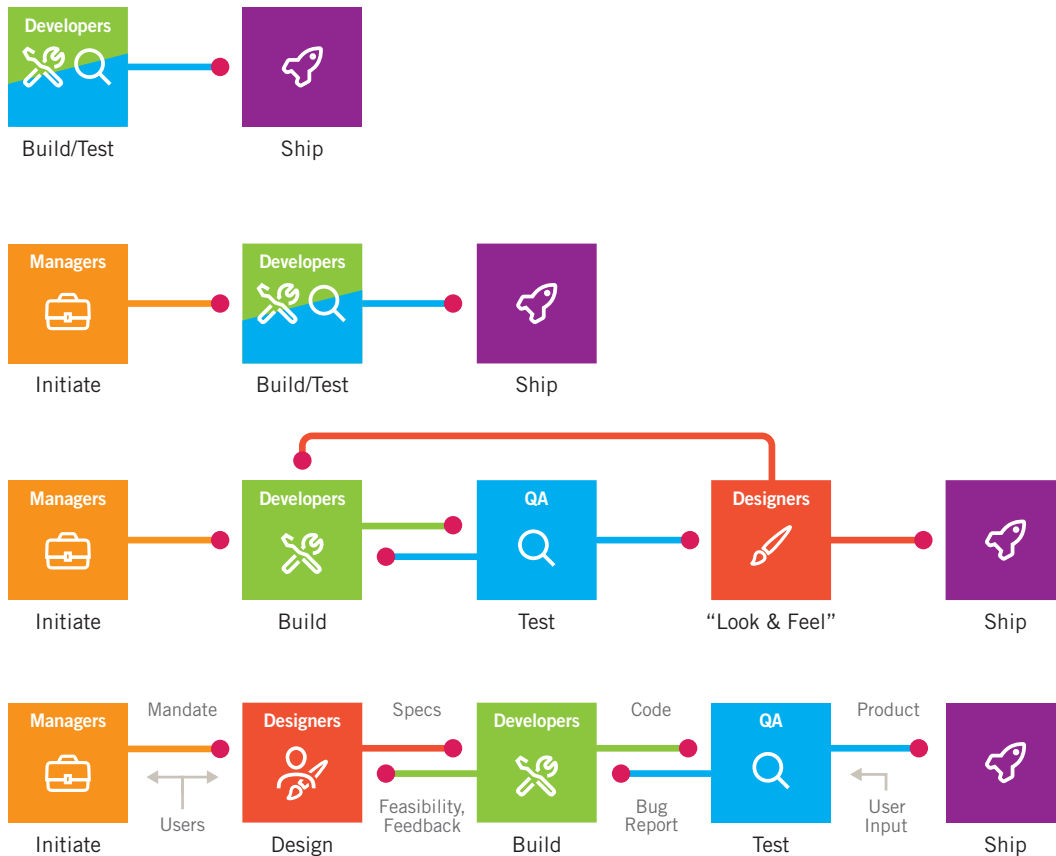 Developers
Build/Test
Ship
Managers
Developers
Initiate
Build/Test
Ship
Managers
Developers
QA
Designers
Initiate
Build
Test
“Look & Feel”
Ship
Managers
Mandate
Designers
Specs
Developers
Code
QA
Product
Users
Feasibility,
Feedback
Bug
Report
User
Input
Initiate
Design
Build
Test
Ship